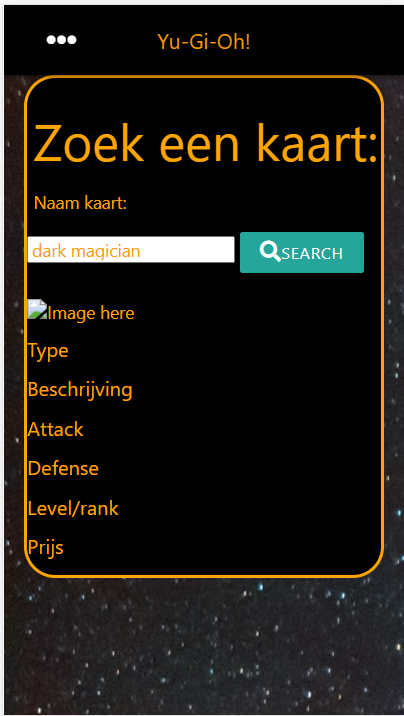 Yu-Gi-Oh!
Zoek een kaart:
Naam kaart:
dark magician SEARCH
Image here
Type
Beschrijving
Attack
Defense
Level/rank
Prijs